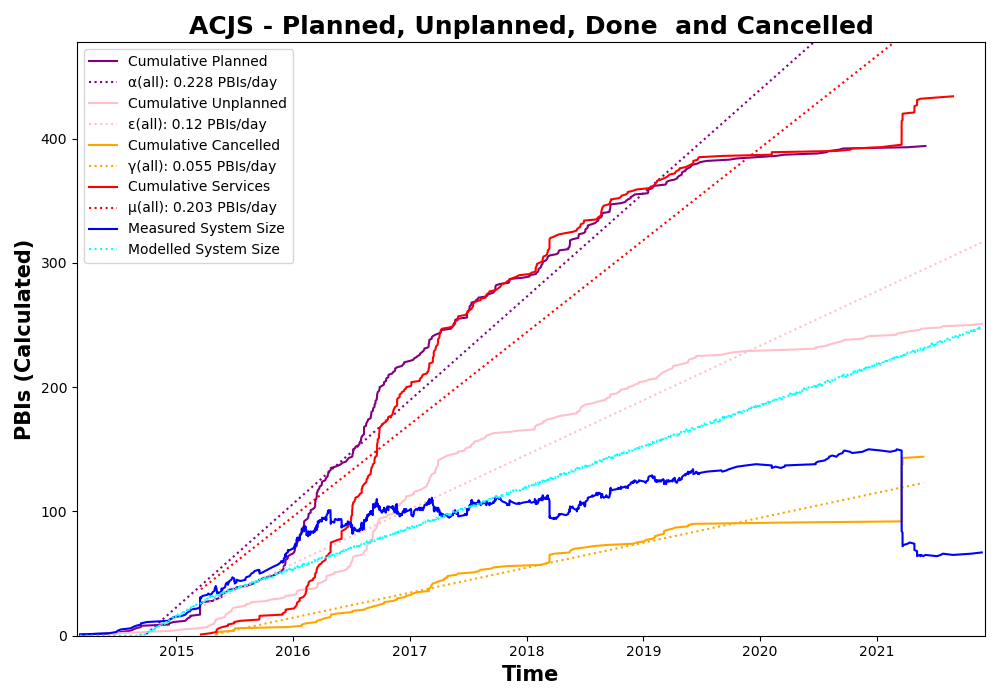 ACJS - Planned, Unplanned, Done  and Cancelled
Cumulative Planned
α(all): 0.228 PBIs/day
Cumulative Unplanned
ε(all): 0.12 PBIs/day
Cumulative Cancelled
γ(all): 0.055 PBIs/day
Cumulative Services
μ(all): 0.203 PBIs/day
Measured System Size
Modelled System Size
PBIs (Calculated)
400
300
200
100
0
2015 2016 2017 2018 2019 2020 2021
Time